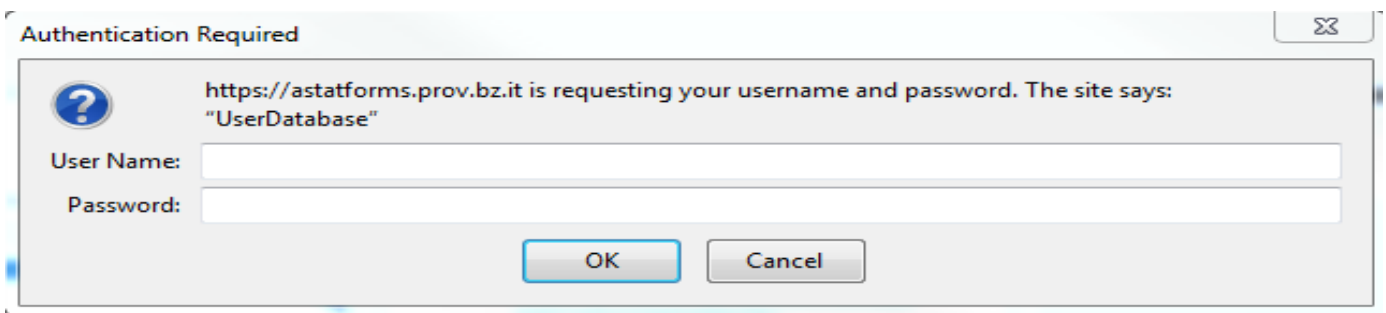 Authentication Required
https://astatforms.prov.bz.it is requesting your username and password. The site says:
“UserDatabase”
User Name:
Password:
OK
Cancel